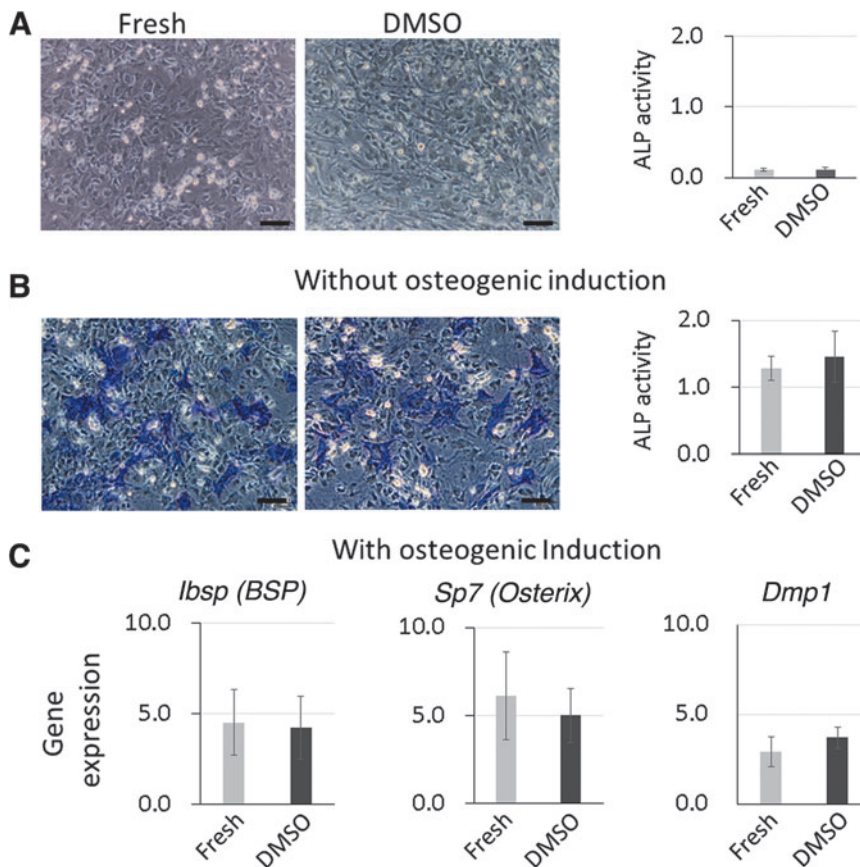 A
Fresh
DMSO
2.0
1.0
0.0
ALP activity
Fresh
DMSO
Without osteogenic induction
B
2.0
1.0
0.0
ALP activity
Fresh
DMSO
With osteogenic Induction
C
Ibsp (BSP)
Sp7 (Osterix)
Dmp1
Gene expression
10.0
5.0
0.0
Fresh
DMSO
10.0
5.0
0.0
Fresh
DMSO
10.0
5.0
0.0
Fresh
DMSO